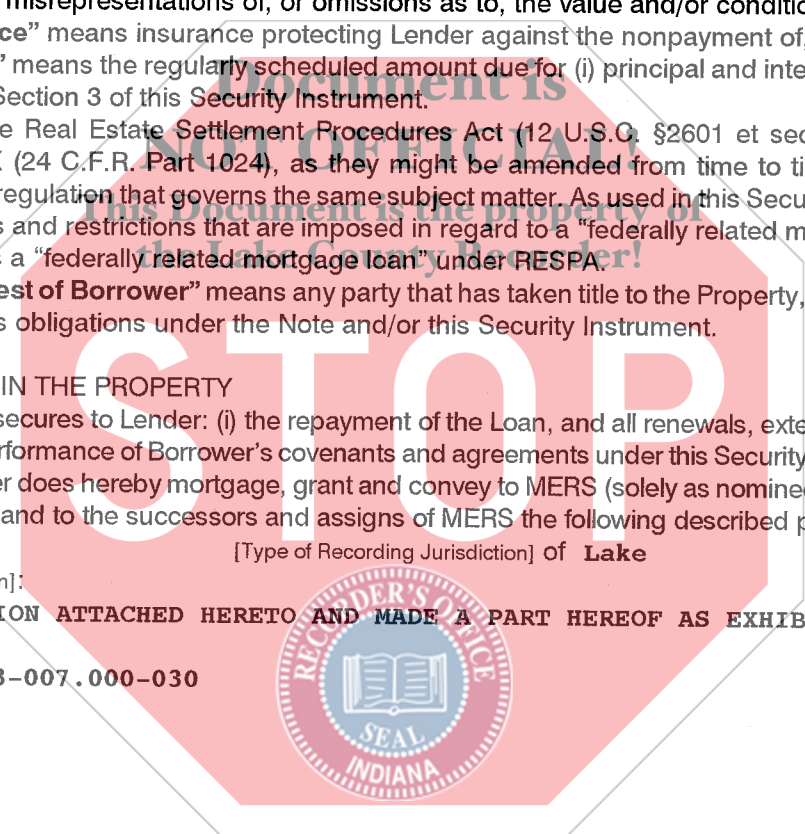 misrepresentations of, or omissions as to, the value and/or conditio
ce” means insurance protecting Lender against the nonpayment of,
” means the regularly scheduled amount due for (i) principal and inte
Section 3 of this Security Instrument.
e Real Estate Settlement Procedures Act (12 U.S.C. §2601 et sec
(24 C.F.R. Part 1024), as they might be amended from time to ti
regulation that governs the same subject matter. As used in this Secu
s and restrictions that are imposed in regard to a “federally related m
s a “federally related mortgage loan” under RESPA.
est of Borrower” means any party that has taken title to the Property,
s obligations under the Note and/or this Security Instrument.
IN THE PROPERTY
secures to Lender: (i) the repayment of the Loan, and all renewals, exte
rformance of Borrower’s covenants and agreements under this Security
er does hereby mortgage, grant and convey to MERS (solely as nominee
and to the successors and assigns of MERS the following described p
[Type of Recording Jurisdiction] of Lake
n]:
ION ATTACHED HERETO AND MADE A PART HEREOF AS EXHIB
3-007.000-030
Document is
NOT OFFICIAL!
This Document is the property of
the Lake County Recorder!
STOP
RECORDER'S OFFICE
SEAL
INDIANA